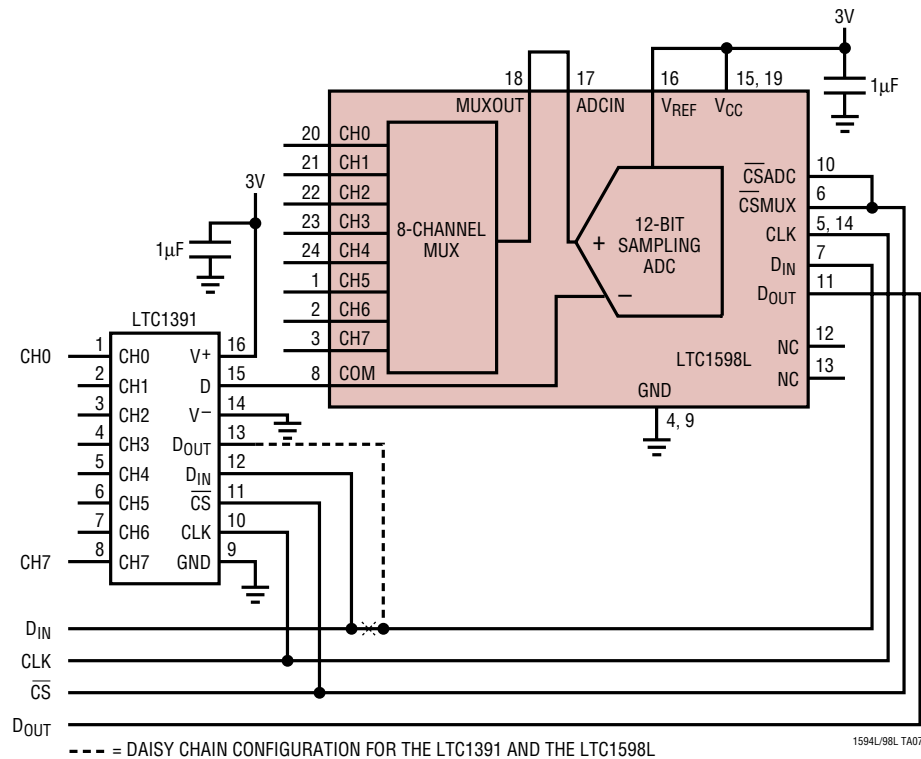 3V
18
17
16
15, 19
1µF
MUXOUT
ADCIN
VREF
VCC
20 CH0
21 CH1
22 CH2
23 CH3
24 CH4
1 CH5
2 CH6
3 CH7
8 COM
8-CHANNEL
MUX
+
–
12-BIT
SAMPLING
ADC
CSADC 10
CSMUX 6
CLK 5, 14
DIN 7
DOUT 11
NC 12
NC 13
LTC1598L
GND
4, 9
3V
1µF
LTC1391
CH0 1 CH0 V+ 16
2 CH1 D 15
3 CH2 V– 14
4 CH3 DOUT 13
5 CH4 DIN 12
6 CH5 CS 11
7 CH6 CLK 10
CH7 8 CH7 GND 9
DIN
CLK
CS
DOUT
= DAISY CHAIN CONFIGURATION FOR THE LTC1391 AND THE LTC1598L
1594L/98L TA07